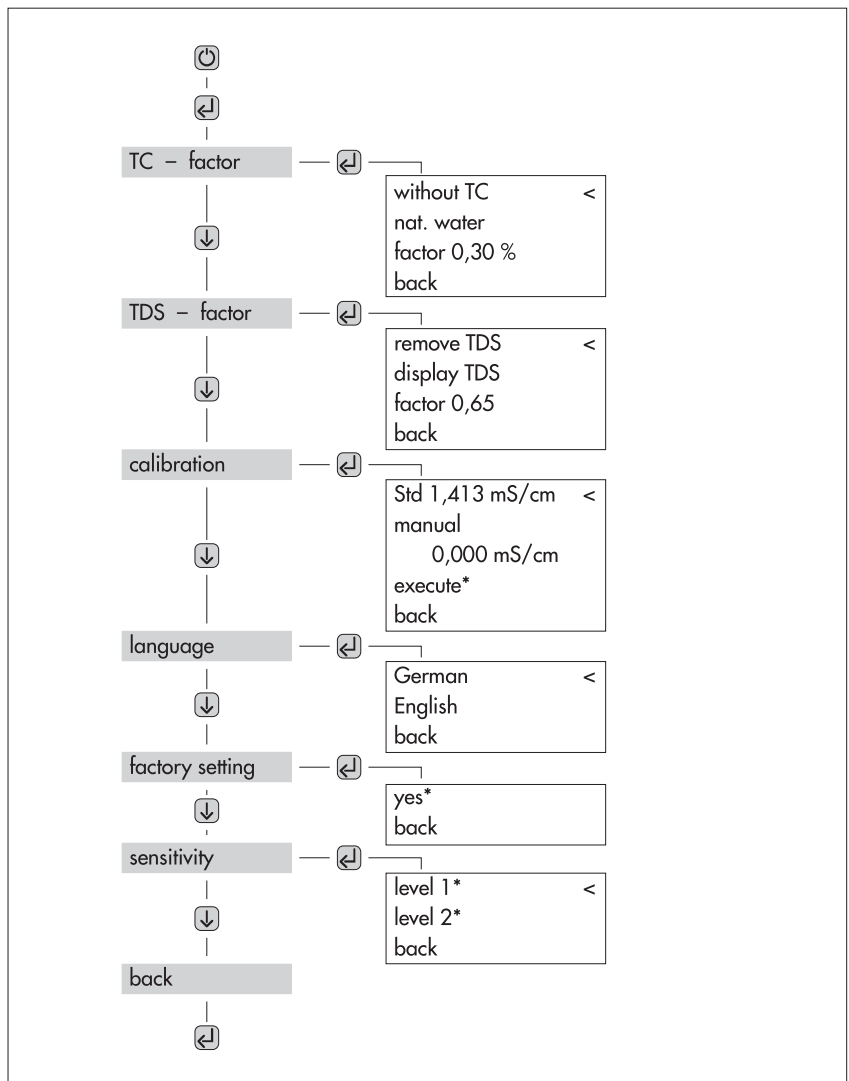 TC – factor
without TC <
nat. water
factor 0,30 %
back
TDS – factor
remove TDS <
display TDS
factor 0,65
back
calibration
Std 1,413 mS/cm <
manual
0,000 mS/cm
execute*
back
language
German <
English
back
factory setting
yes*
back
sensitivity
level 1* <
level 2*
back
back